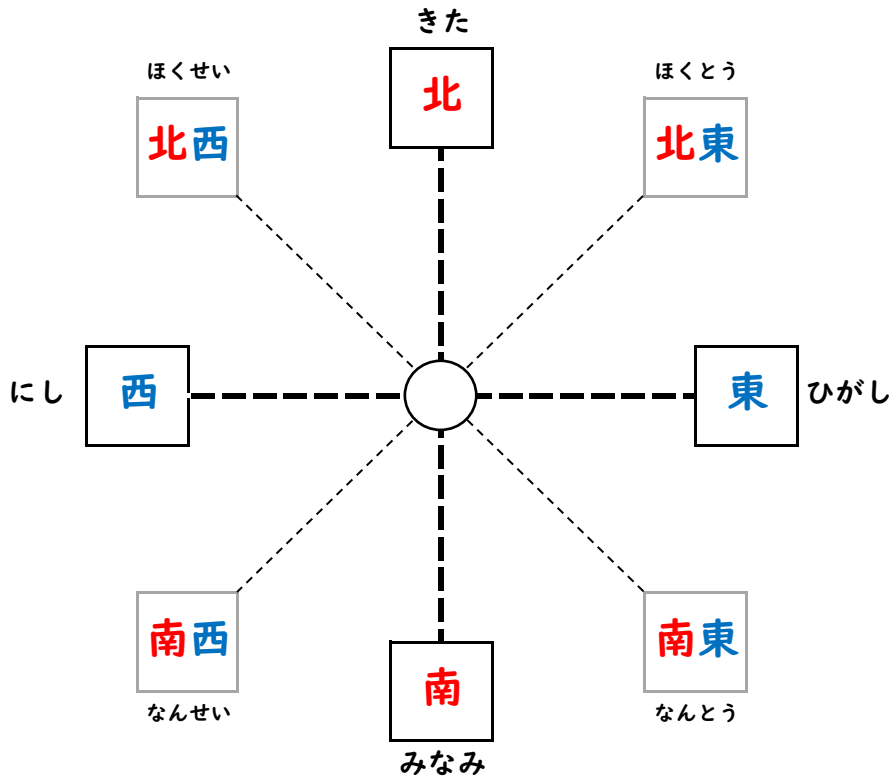 きた
北
ほくせい
北西
ほくとう
北東
にし
西
東
ひがし
南西
なんせい
南東
なんとう
南
みなみ